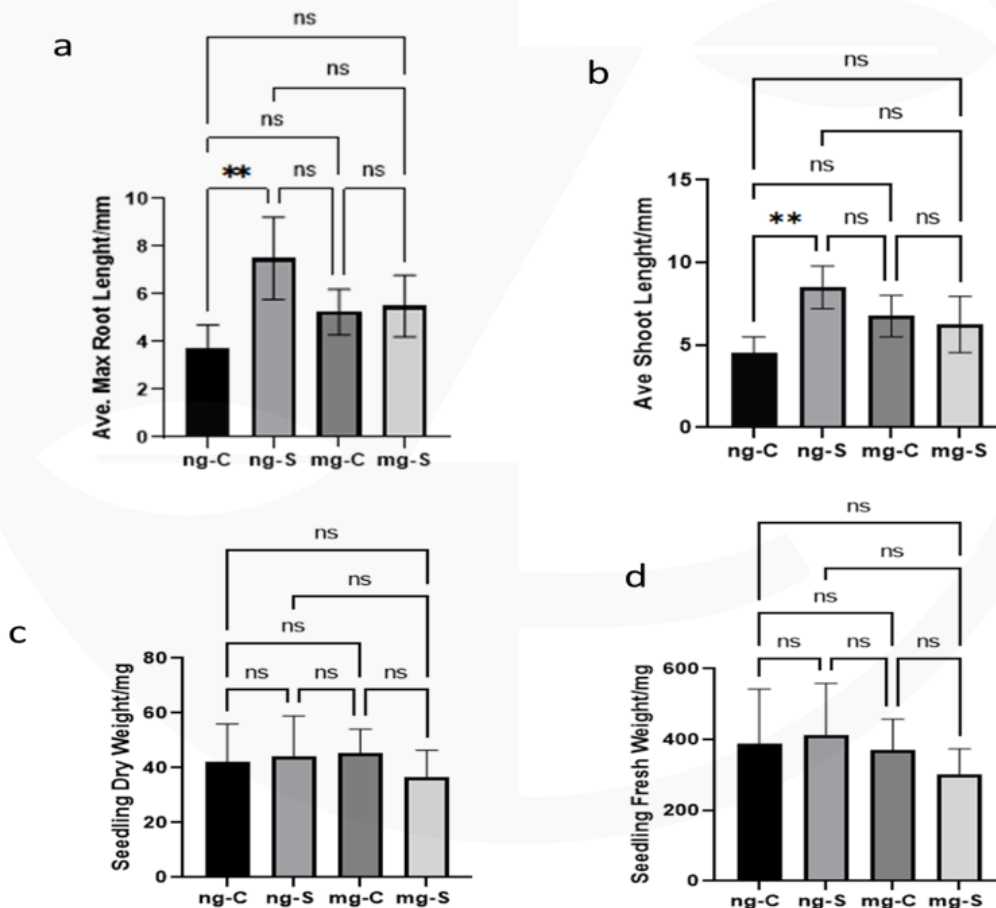 a
ns
ns
ns
**
ns
ns
Ave. Max Root Lenght/mm
10
8
6
4
2
0
ng-C ng-S mg-C mg-S
b
ns
ns
ns
**
ns
ns
Ave Shoot Lenght/mm
15
10
5
0
ng-C ng-S mg-C mg-S
c
ns
ns
ns
ns
ns
ns
Seedling Dry Weight/mg
80
60
40
20
0
ng-C ng-S mg-C mg-S
d
ns
ns
ns
ns
ns
ns
Seedling Fresh Weight/mg
600
400
200
0
ng-C ng-S mg-C mg-S